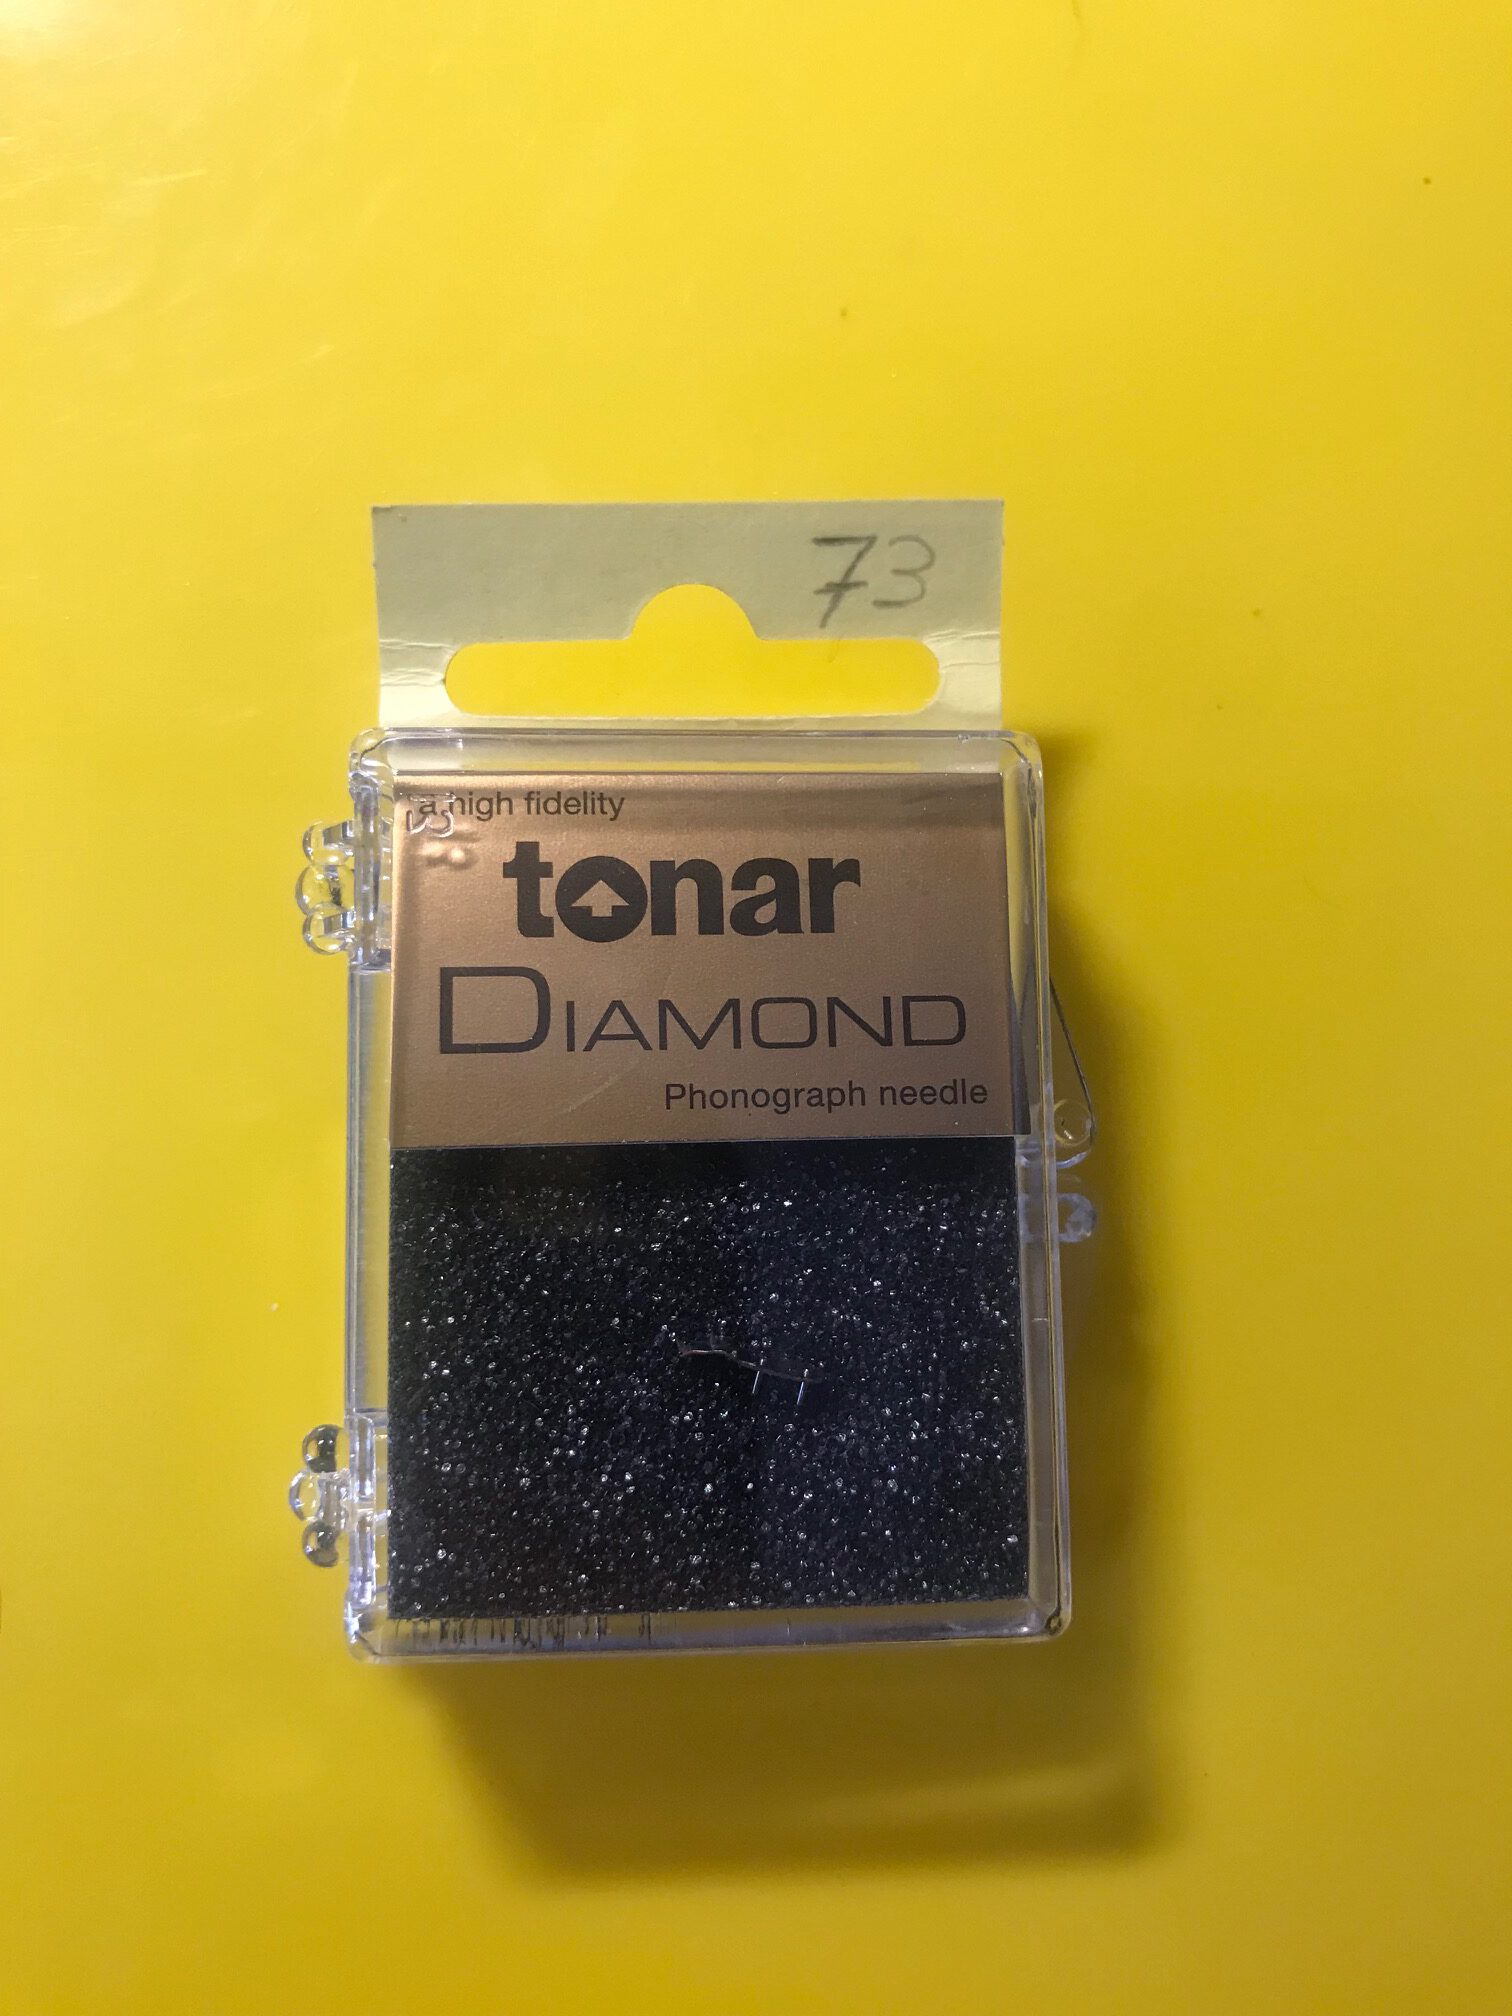 73
a high fidelity
tonar
DIAMOND
Phonograph needle